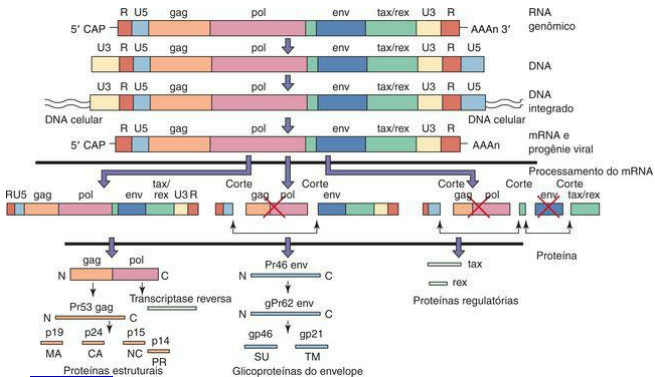 R U5 gag pol env tax/rex U3 R
5′ CAP
AAAn 3′
RNA
genômico
U3 R U5 gag pol env tax/rex U3 R U5
DNA
U3 R U5 gag pol env tax/rex U3 R U5
DNA celular
DNA celular
DNA
integrado
R U5 gag pol env tax/rex U3 R
5′ CAP
AAAn
mRNA e
progênie viral
Processamento do mRNA
RU5 gag pol env tax/
rex U3 R
Corte
gag pol
Corte
env
Corte
gag pol
Corte
env
Corte
tax/rex
Proteína
gag pol
N C
Transcriptase reversa
Pr53 gag
N C
p19 p24 p15 p14
MA CA NC PR
Proteínas estruturais
Pr46 env
N C
gPr62 env
N C
gp46 gp21
SU TM
Glicoproteínas do envelope
tax
rex
Proteínas regulatórias